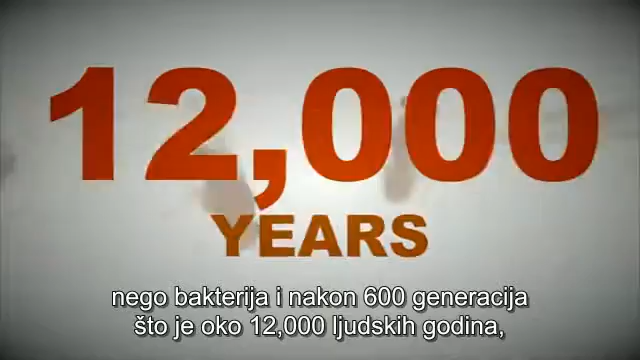 12,000
YEARS
nego bakterija i nakon 600 generacija
što je oko 12,000 ljudskih godina,